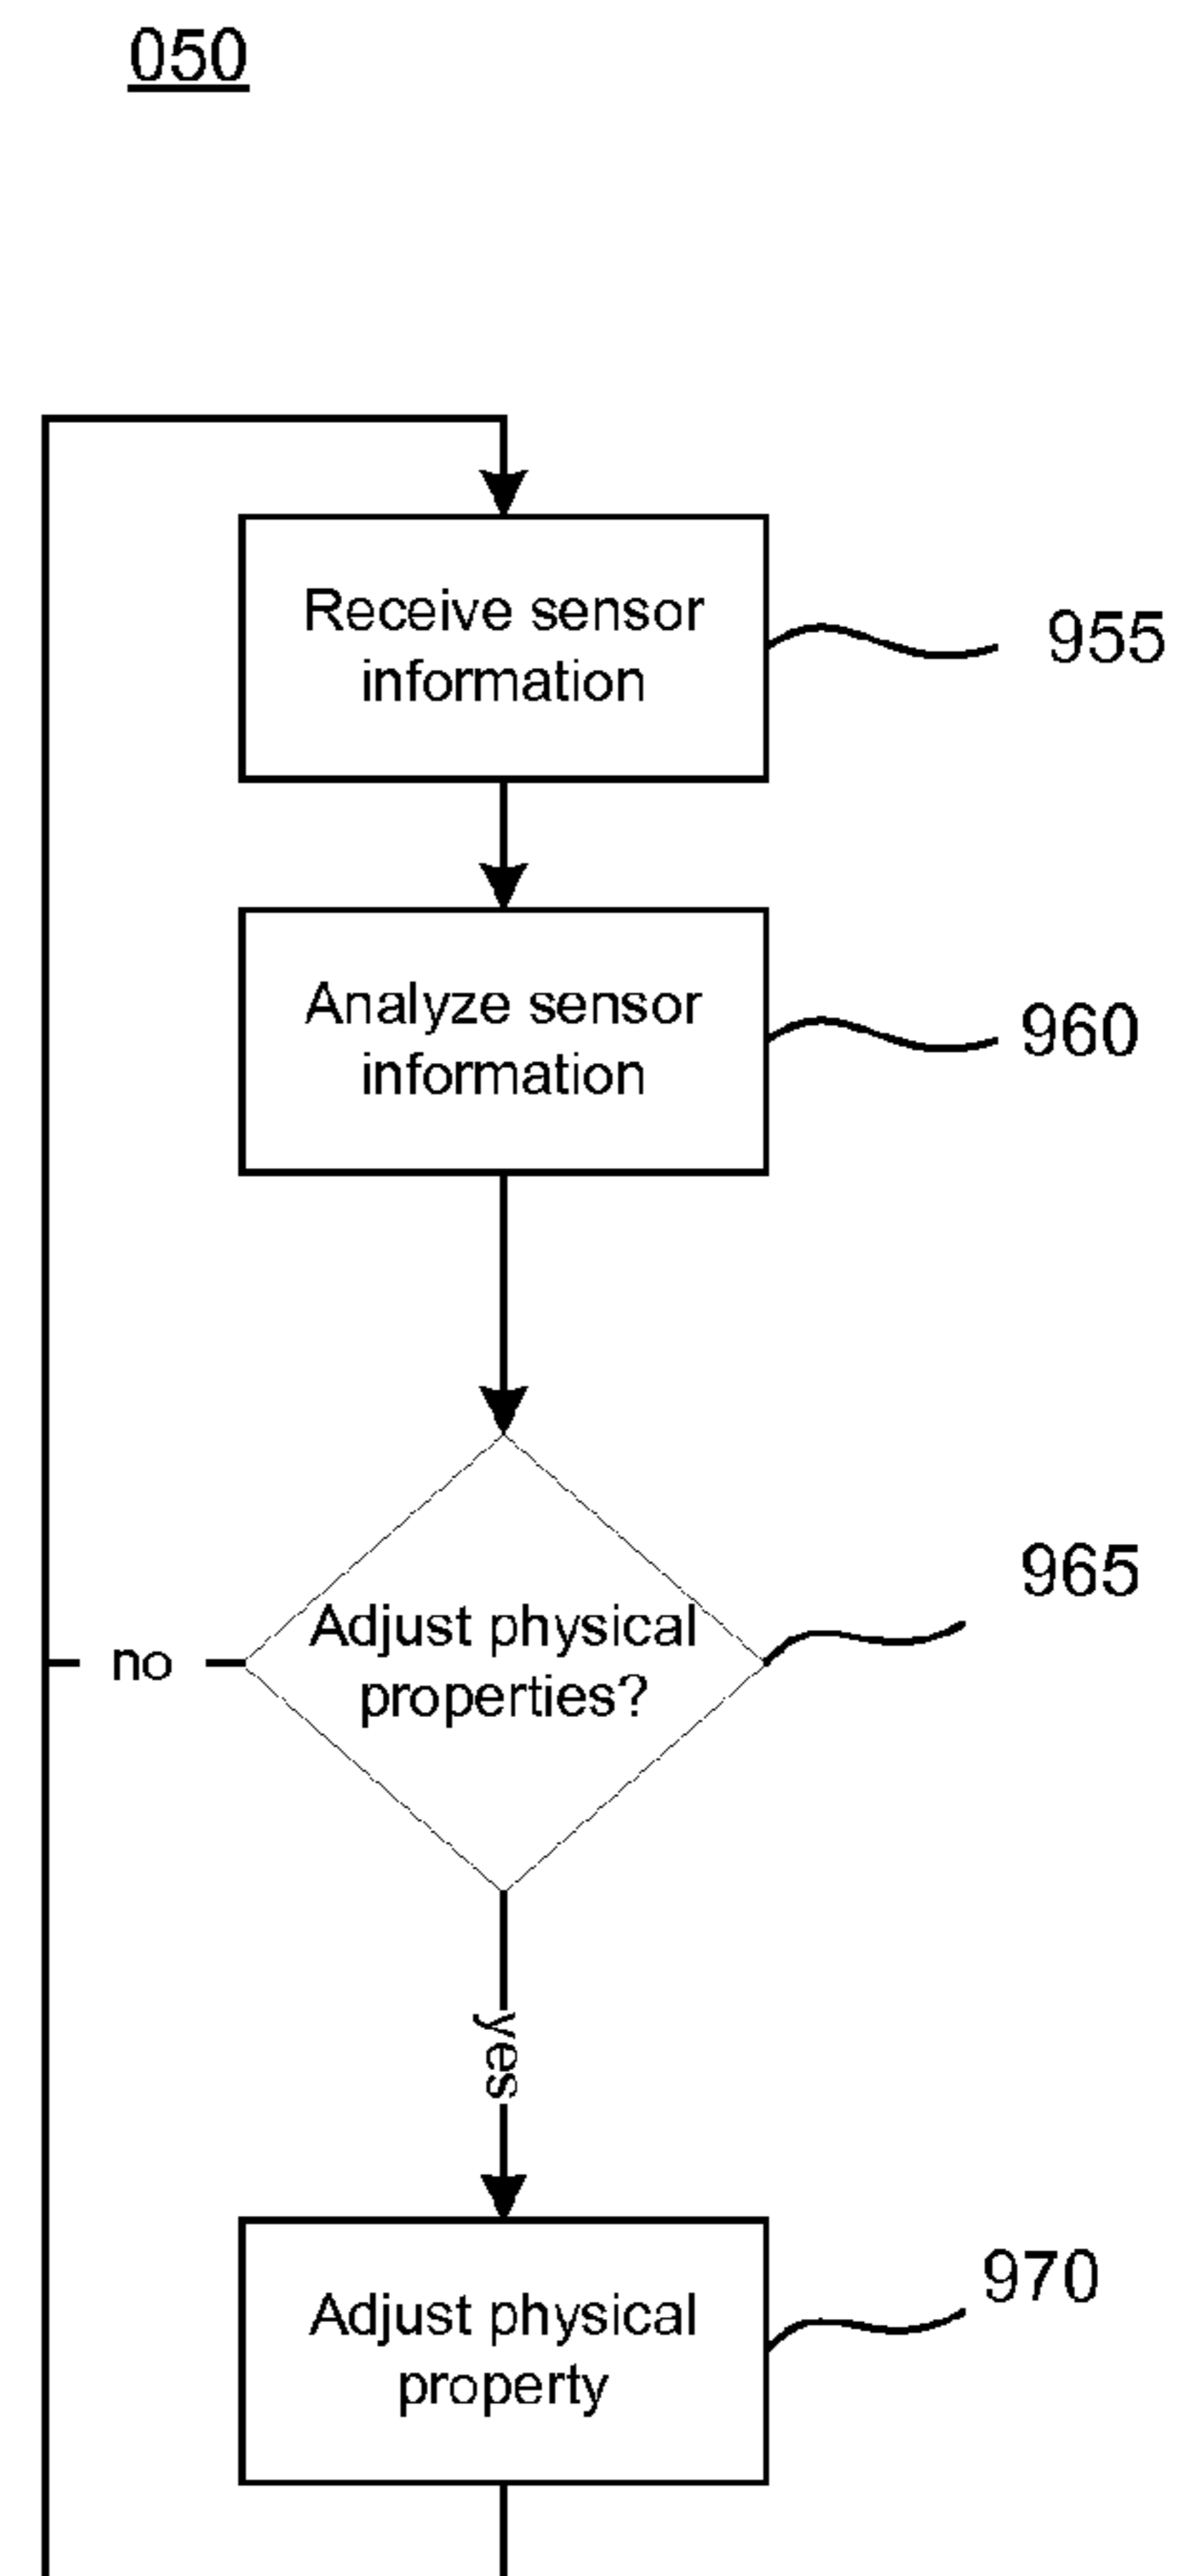 050
Receive sensor
information
955
Analyze sensor
information
960
Adjust physical
properties?
965
no
yes
Adjust physical
property
970